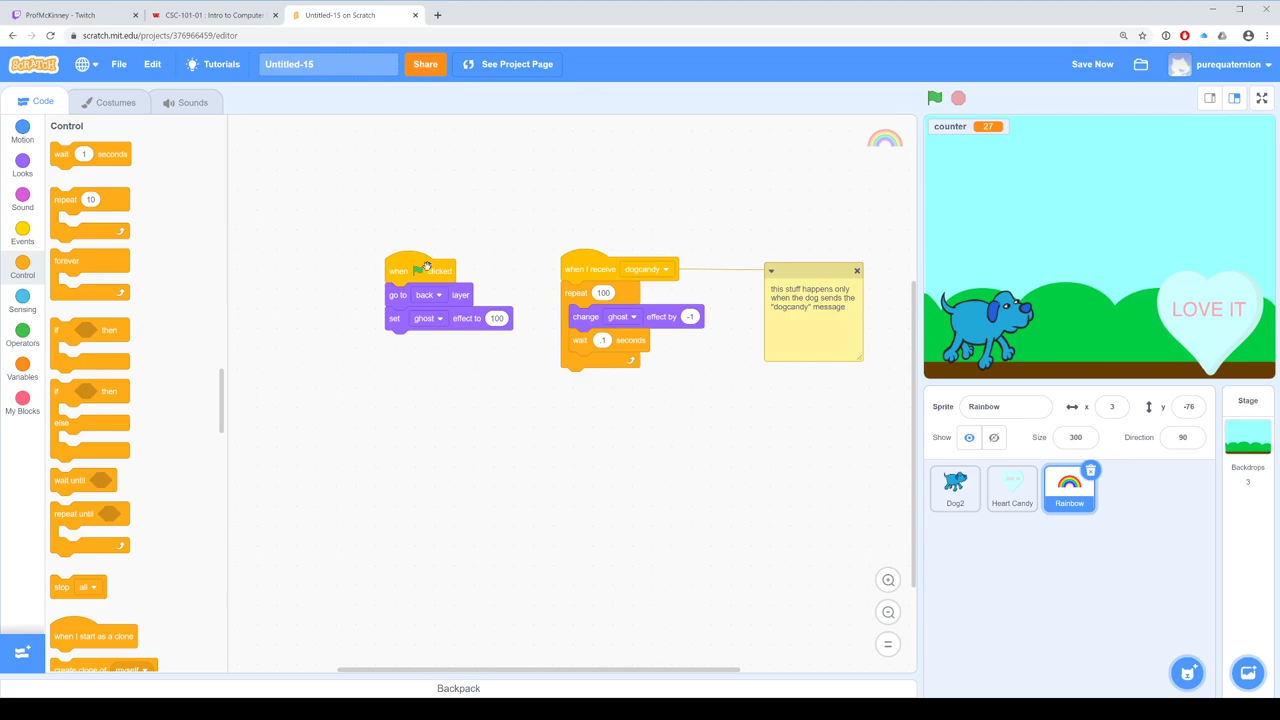 ProfMcKinney - Twitch
CSC-101-01 : Intro to Computer
Untitled-15 on Scratch
scratch.mit.edu/projects/376966459/editor
SCRATCH
File
Edit
Tutorials
Untitled-15
Share
See Project Page
Save Now
purequaternion
Code
Costumes
Sounds
Motion
Looks
Sound
Events
Control
Sensing
Operators
Variables
My Blocks
Control
wait 1 seconds
repeat 10
forever
if then
if then
else
wait until
repeat until
stop all
when I start as a clone
create clone of myself
when clicked
go to back layer
set ghost effect to 100
when I receive dogcandy
repeat 100
change ghost effect by -1
wait .1 seconds
this stuff happens only
when the dog sends the
"dogcandy" message
counter 27
LOVE IT
Sprite Rainbow x 3 y -76
Show Size 300 Direction 90
Dog2
Heart Candy
Rainbow
Stage
Backdrops
3
Backpack